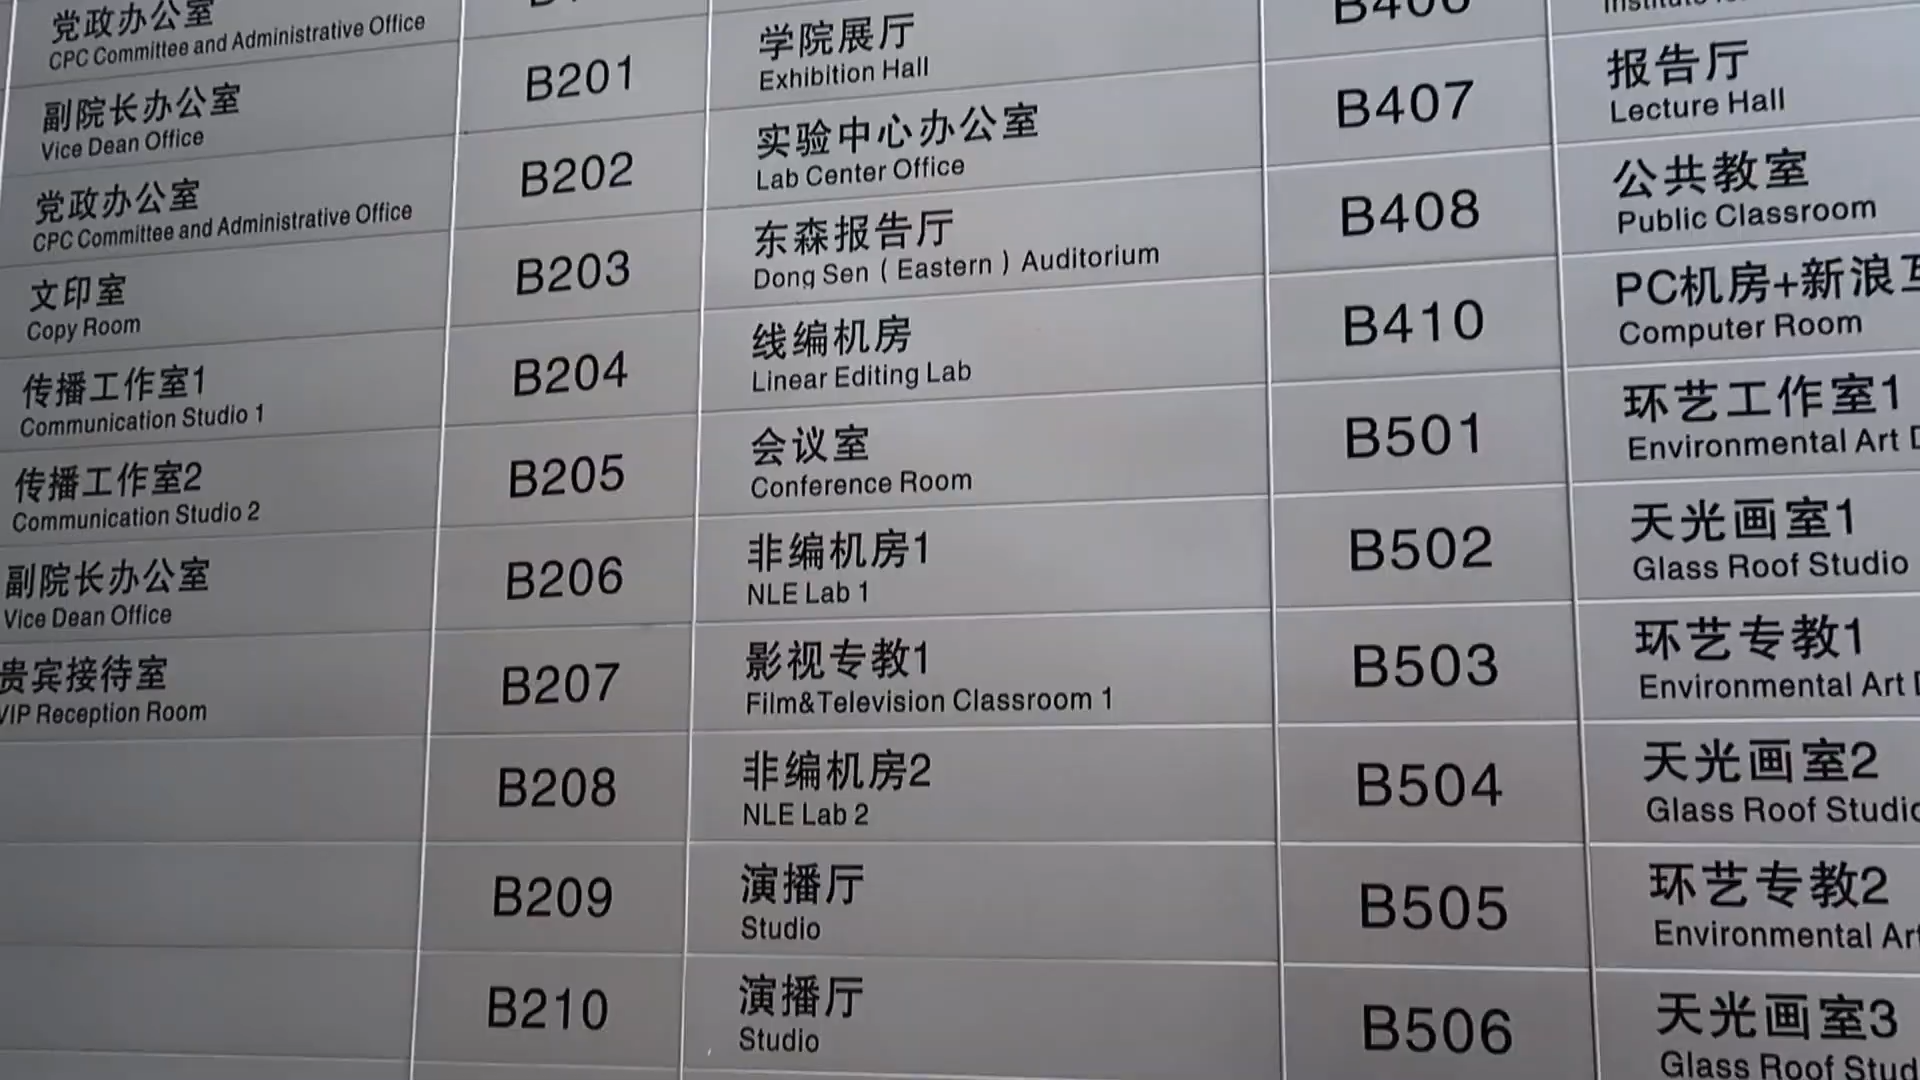 党政办公室
CPC Committee and Administrative Office
副院长办公室
Vice Dean Office
党政办公室
CPC Committee and Administrative Office
文印室
Copy Room
传播工作室1
Communication Studio 1
传播工作室2
Communication Studio 2
副院长办公室
Vice Dean Office
贵宾接待室
VIP Reception Room
B201
学院展厅
Exhibition Hall
B202
实验中心办公室
Lab Center Office
B203
东森报告厅
Dong Sen ( Eastern ) Auditorium
B204
线编机房
Linear Editing Lab
B205
会议室
Conference Room
B206
非编机房1
NLE Lab 1
B207
影视专教1
Film&Television Classroom 1
B208
非编机房2
NLE Lab 2
B209
演播厅
Studio
B210
演播厅
Studio
B406
B407
报告厅
Lecture Hall
B408
公共教室
Public Classroom
B410
PC机房+新浪互
Computer Room
B501
环艺工作室1
Environmental Art
B502
天光画室1
Glass Roof Studio
B503
环艺专教1
Environmental Art
B504
天光画室2
Glass Roof Studio
B505
环艺专教2
Environmental Art
B506
天光画室3
Glass Roof